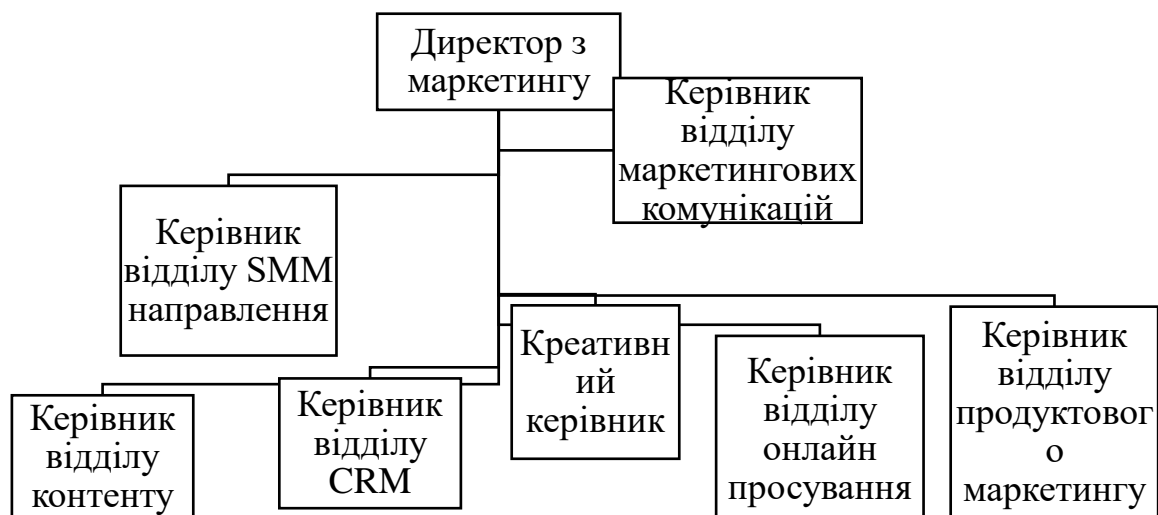 Директор з
маркетингу
Керівник
відділу
маркетингових
комунікацій
Керівник
відділу SMM
направлення
Керівник
відділу
контенту
Керівник
відділу
CRM
Креативн
ий
керівник
Керівник
відділу
онлайн
просування
Керівник
відділу
продуктовог
о
маркетингу